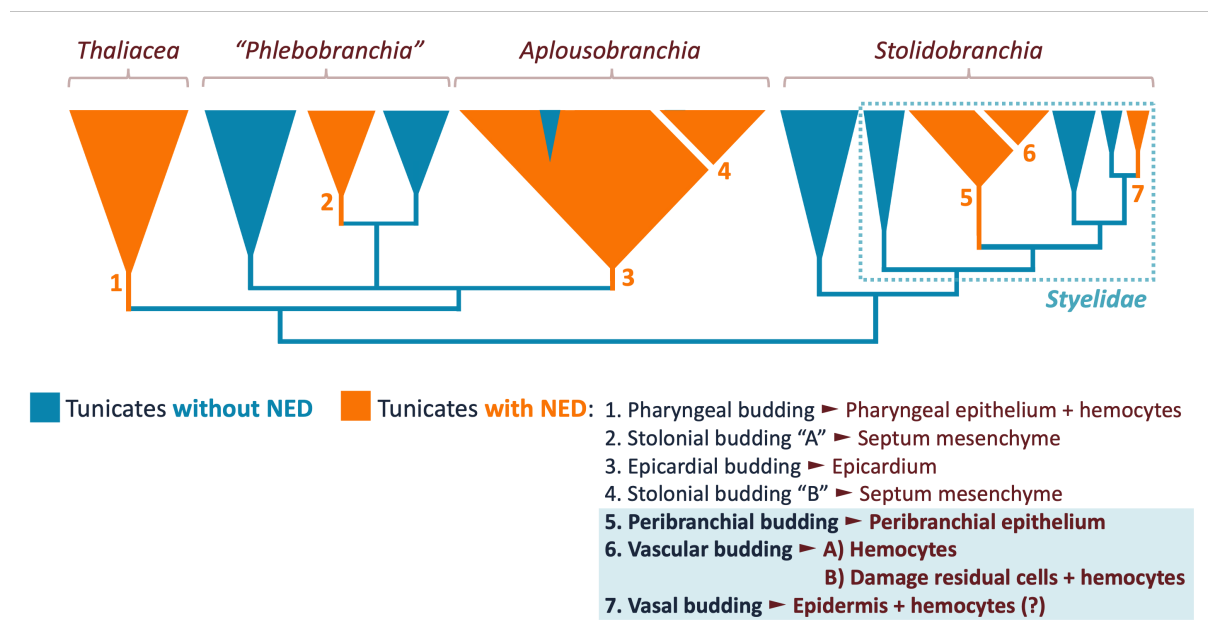 Thaliacea “Phlebobranchia” Aplousobranchia Stolidobranchia
6
4
2 5 7
1 3
Styelidae
Tunicates without NED Tunicates with NED: 1. Pharyngeal budding ► Pharyngeal epithelium + hemocytes
2. Stolonial budding “A” ► Septum mesenchyme
3. Epicardial budding ► Epicardium
4. Stolonial budding “B” ► Septum mesenchyme
5. Peribranchial budding ► Peribranchial epithelium
6. Vascular budding ► A) Hemocytes
B) Damage residual cells + hemocytes
7. Vasal budding ► Epidermis + hemocytes (?)